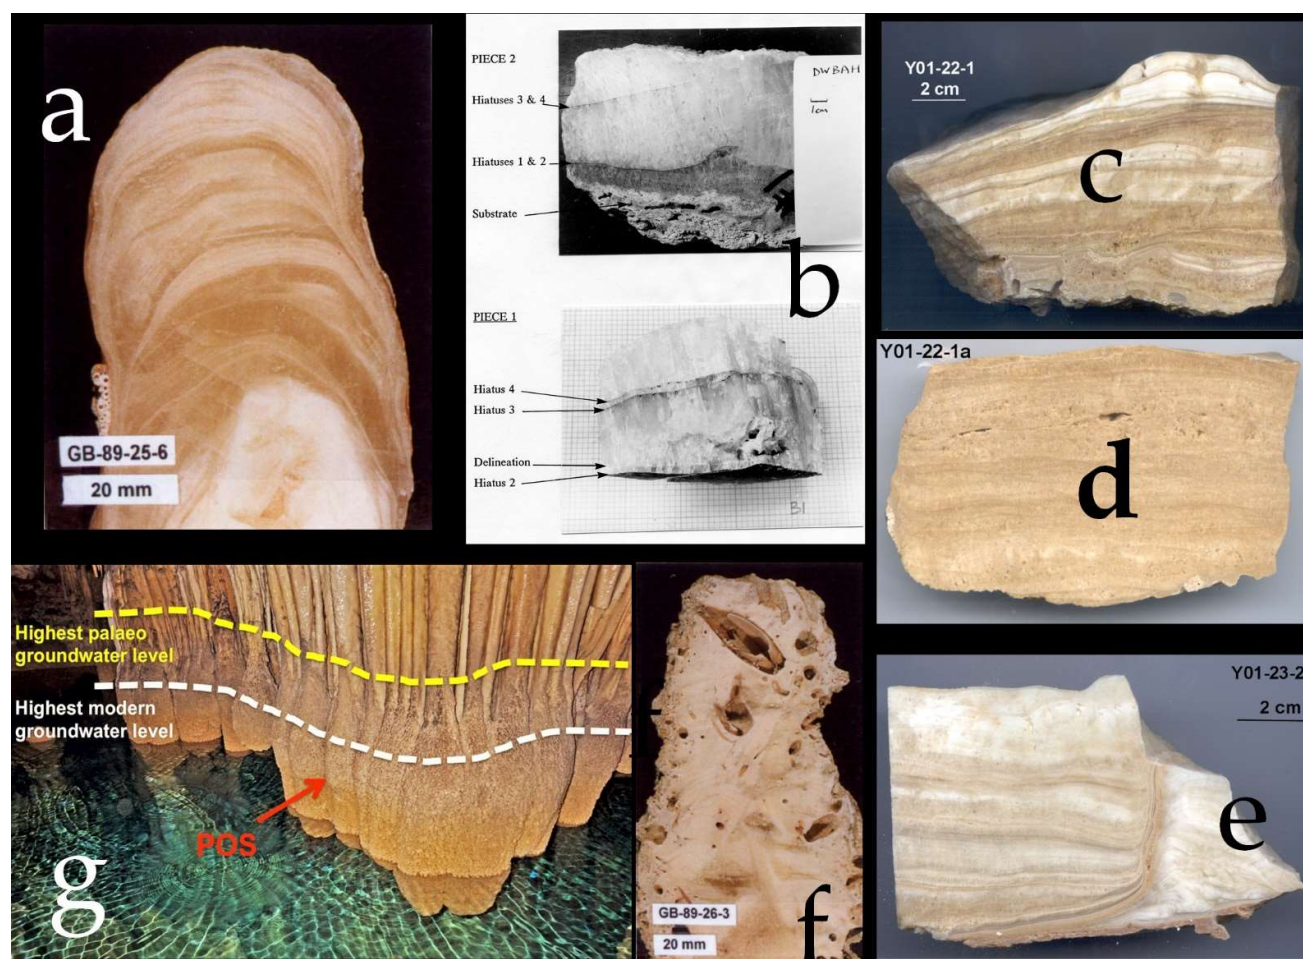 a
GB-89-25-6
20 mm
PIECE 2
Hiatuses 3 & 4
Hiatuses 1 & 2
Substrate
DWBAH
1cm
b
PIECE 1
Hiatus 4
Hiatus 3
Delineation
Hiatus 2
B1
Y01-22-1
2 cm
c
Y01-22-1a
d
Y01-23-2
2 cm
e
Highest palaeo
groundwater level
Highest modern
groundwater level
POS
g
GB-89-26-3
20 mm
f